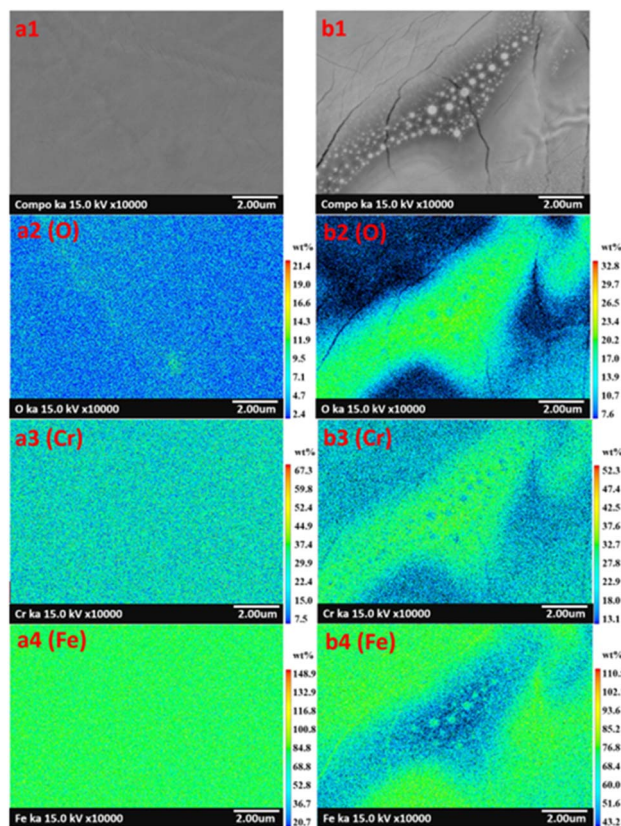 a1
Compo ka 15.0 kV x10000 2.00um
b1
Compo ka 15.0 kV x10000 2.00um
a2 (O)
wt%
21.4
19.0
16.6
14.3
11.9
9.5
7.1
4.7
2.4
O ka 15.0 kV x10000 2.00um
b2 (O)
wt%
32.8
29.7
26.5
23.4
20.2
17.0
13.9
10.7
7.6
O ka 15.0 kV x10000 2.00um
a3 (Cr)
wt%
67.3
59.8
52.3
44.9
37.4
29.9
22.4
15.0
7.5
Cr ka 15.0 kV x10000 2.00um
b3 (Cr)
wt%
52.3
47.4
42.5
37.6
32.7
27.8
22.9
18.0
13.1
Cr ka 15.0 kV x10000 2.00um
a4 (Fe)
wt%
148.9
132.9
116.8
100.8
84.8
68.8
52.8
36.7
20.7
Fe ka 15.0 kV x10000 2.00um
b4 (Fe)
wt%
93.6
85.2
76.8
68.4
60.0
51.6
43.2
Fe ka 15.0 kV x10000 2.00um